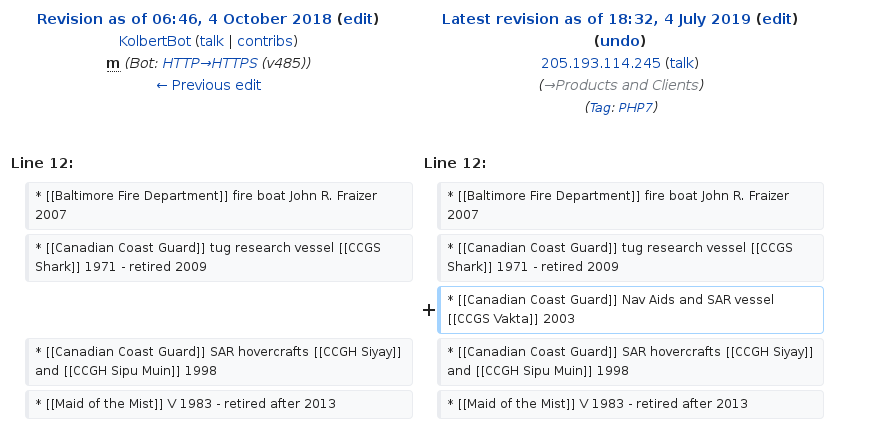 Revision as of 06:46, 4 October 2018 (edit)
KolbertBot (talk | contribs)
m (Bot: HTTP→HTTPS (v485))
← Previous edit
Latest revision as of 18:32, 4 July 2019 (edit)
(undo)
205.193.114.245 (talk)
(→Products and Clients)
(Tag: PHP7)
Line 12:
Line 12:
* [[Baltimore Fire Department]] fire boat John R. Fraizer
2007
* [[Baltimore Fire Department]] fire boat John R. Fraizer
2007
* [[Canadian Coast Guard]] tug research vessel [[CCGS
Shark]] 1971 - retired 2009
* [[Canadian Coast Guard]] tug research vessel [[CCGS
Shark]] 1971 - retired 2009
+
* [[Canadian Coast Guard]] Nav Aids and SAR vessel
[[CCGS Vakta]] 2003
* [[Canadian Coast Guard]] SAR hovercrafts [[CCGH Siyay]]
and [[CCGH Sipu Muin]] 1998
* [[Canadian Coast Guard]] SAR hovercrafts [[CCGH Siyay]]
and [[CCGH Sipu Muin]] 1998
* [[Maid of the Mist]] V 1983 - retired after 2013
* [[Maid of the Mist]] V 1983 - retired after 2013